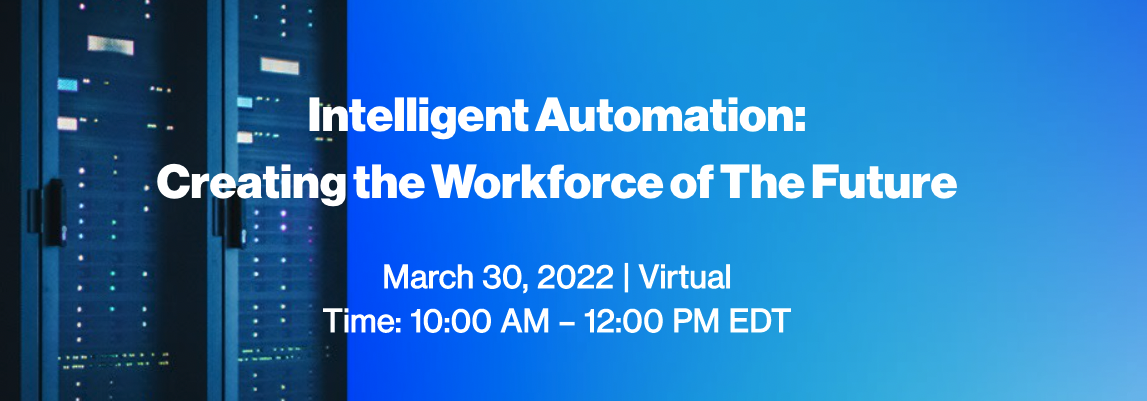 Intelligent Automation:
Creating the Workforce of The Future
March 30, 2022 | Virtual
Time: 10:00 AM – 12:00 PM EDT